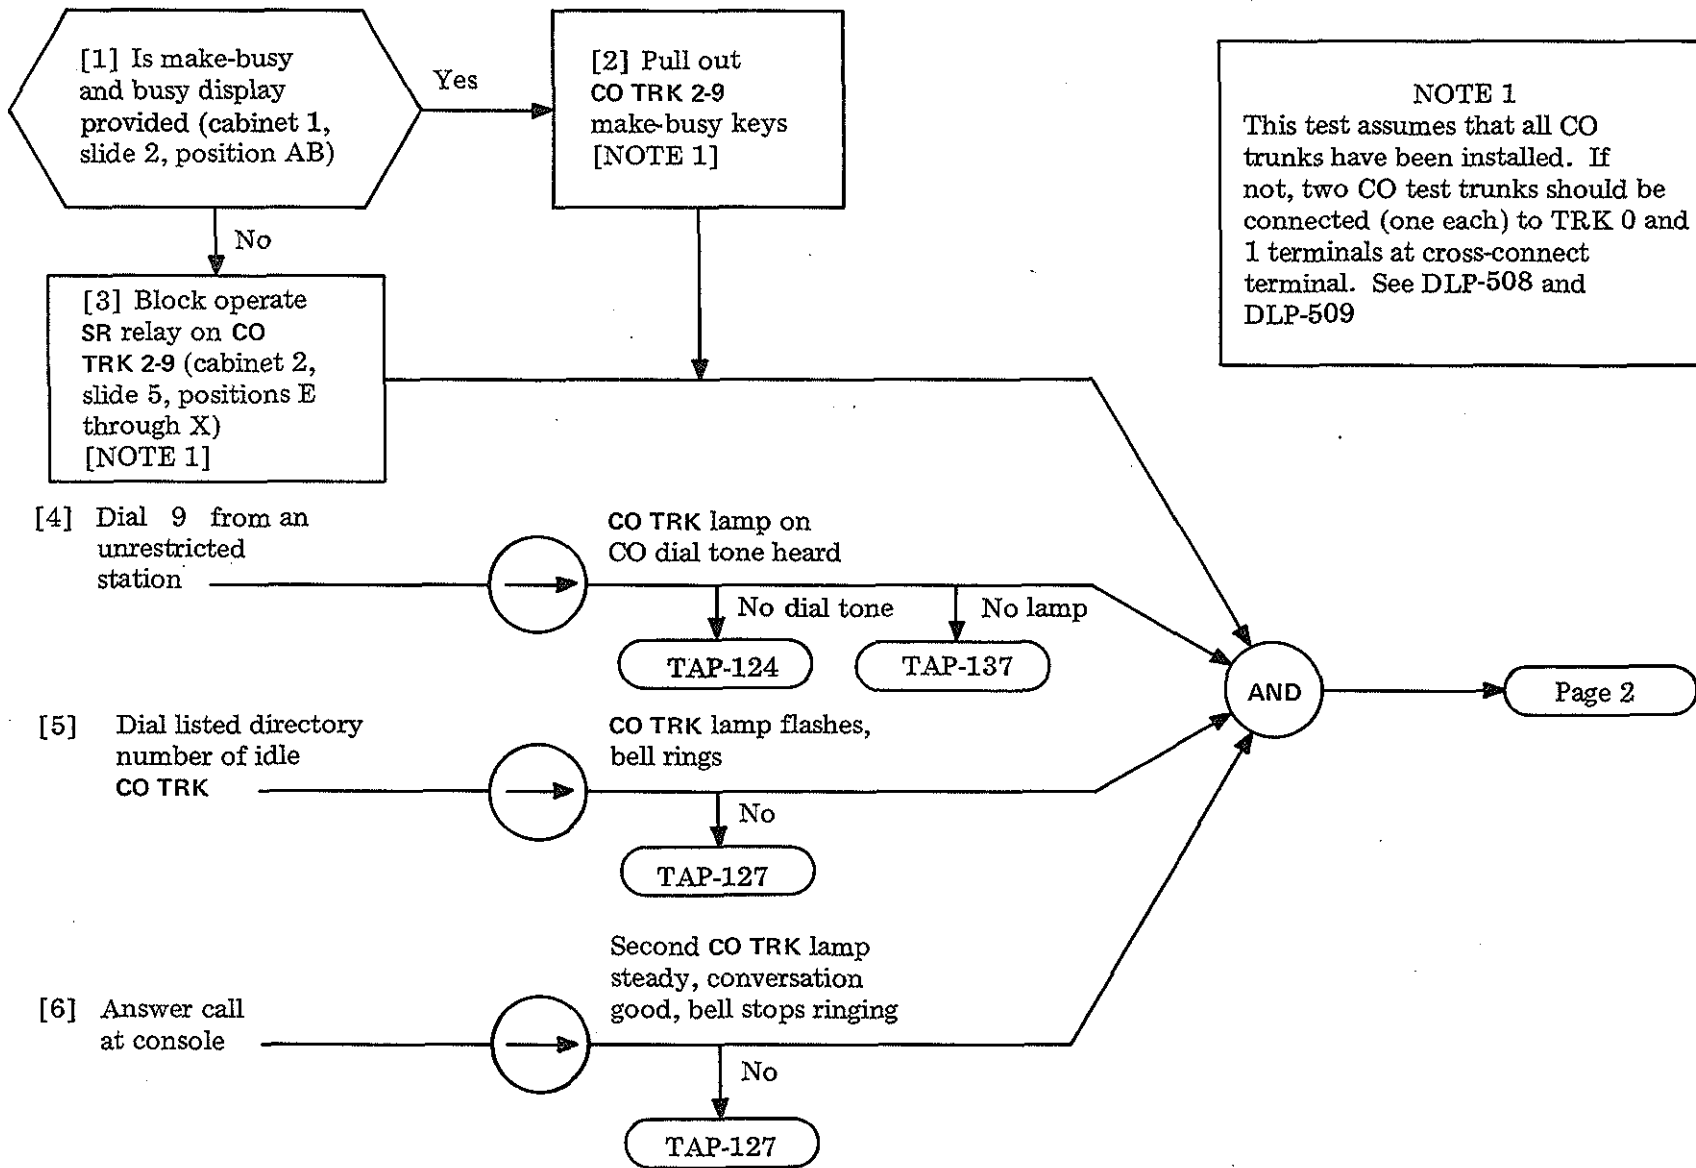 [1] Is make-busy
and busy display
provided (cabinet 1,
slide 2, position AB)
Yes
[2] Pull out
CO TRK 2-9
make-busy keys
[NOTE 1]
NOTE 1
This test assumes that all CO
trunks have been installed. If
not, two CO test trunks should be
connected (one each) to TRK 0 and
1 terminals at cross-connect
terminal. See DLP-508 and
DLP-509
No
[3] Block operate
SR relay on CO
TRK 2-9 (cabinet 2,
slide 5, positions E
through X)
[NOTE 1]
[4] Dial 9 from an
unrestricted
station
CO TRK lamp on
CO dial tone heard
No dial tone
No lamp
TAP-124
TAP-137
AND
Page 2
[5] Dial listed directory
number of idle
CO TRK
CO TRK lamp flashes,
bell rings
No
TAP-127
[6] Answer call
at console
Second CO TRK lamp
steady, conversation
good, bell stops ringing
No
TAP-127